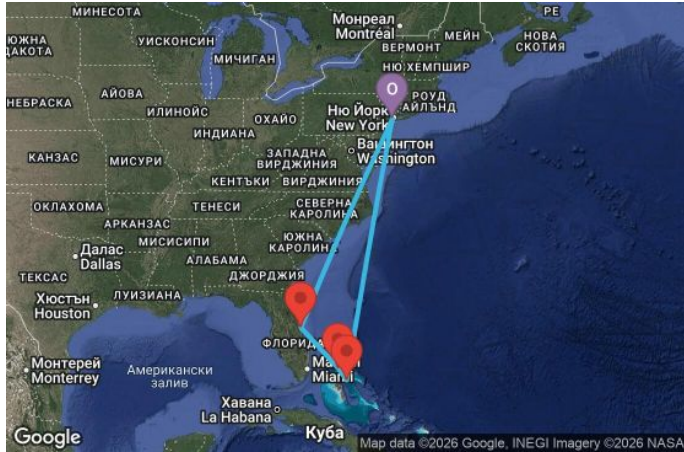 МИНЕСОТА
Монреал
Montréal
РЕ
ЮЖНА
ДАКОТА
УИСКОНСИН
МИЧИГАН
ВЕРМОНТ
МЕЙН
НОВА
СКОТИЯ
НЮ ХЕМПШИР
НЕБРАСКА
АЙОВА
ИЛИНОЙС
ИНДИАНА
ОХАЙО
O
РОУД
АЙЛЪНД
Ню Йорк
New York
КАНЗАС
МИСУРИ
ЗАПАДНА
ВИРДЖИНИЯ
Вашингтон
Washington
КЕНТЪКИ
ВИРДЖИНИЯ
ОКЛАХОМА
АРКАНЗАС
ТЕНЕСИ
СЕВЕРНА
КАРОЛИНА
Далас
Dallas
МИСИСИПИ
АЛАБАМА
ЮЖНА
КАРОЛИНА
ДЖОРДЖИЯ
ТЕКСАС
Хюстън
Houston
ЛУИЗИАНА
ФЛОРИДА
Miami
Монтерей
Monterrey
Американски
залив
Хавана
La Habana
Куба
Google
Map data ©2026 Google, INEGI Imagery ©2026 NASA